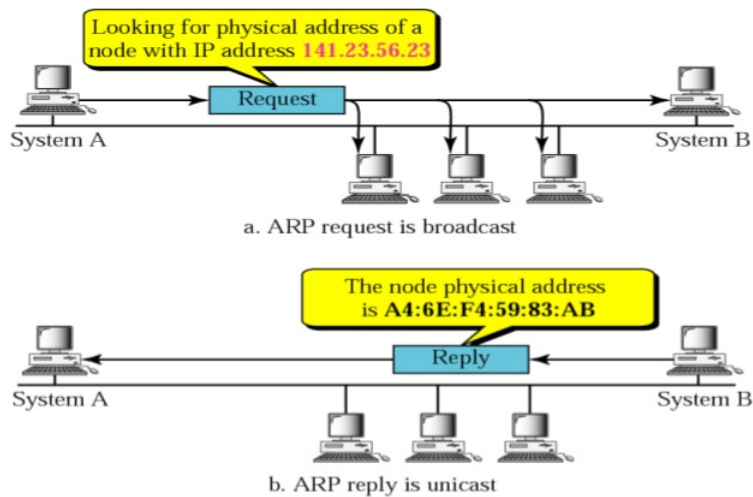 Looking for physical address of a
node with IP address 141.23.56.23
Request
System A
System B
a. ARP request is broadcast
The node physical address
is A4:6E:F4:59:83:AB
Reply
System A
System B
b. ARP reply is unicast